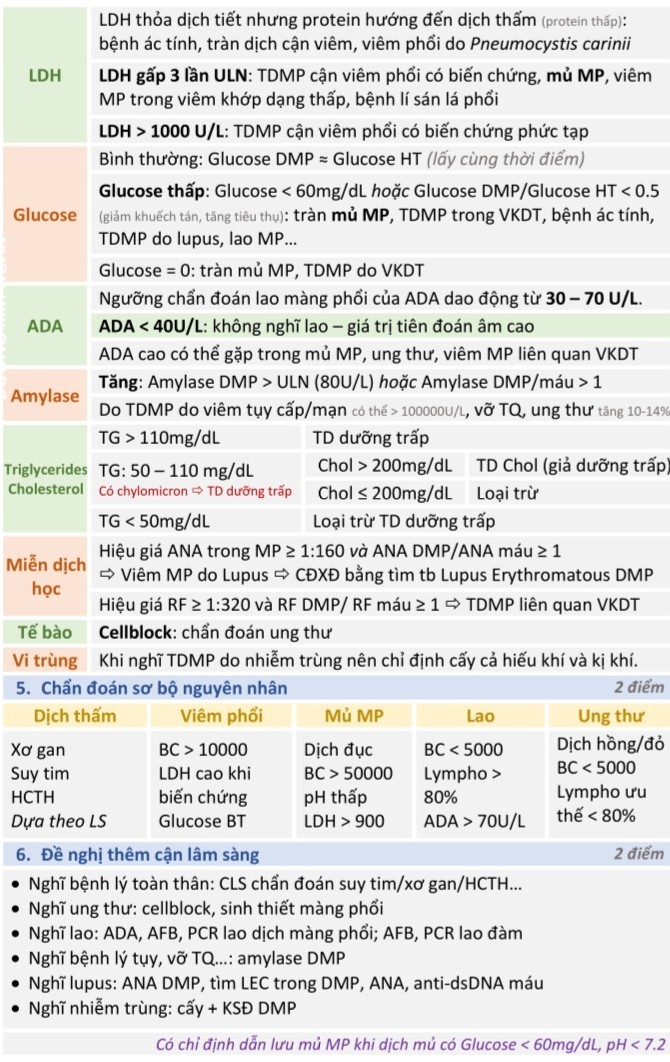 LDH
LDH thỏa dịch tiết nhưng protein hướng đến dịch thấm (protein thấp):
bệnh ác tính, tràn dịch cận viêm, viêm phổi do Pneumocystis carinii
LDH gấp 3 lần ULN: TDMP cận viêm phổi có biến chứng, mủ MP, viêm
MP trong viêm khớp dạng thấp, bệnh lí sán lá phổi
LDH > 1000 U/L: TDMP cận viêm phổi có biến chứng phức tạp
Glucose
Bình thường: Glucose DMP ≈ Glucose HT (lấy cùng thời điểm)
Glucose thấp: Glucose < 60mg/dL hoặc Glucose DMP/Glucose HT < 0.5
(giảm khuếch tán, tăng tiêu thụ): tràn mủ MP, TDMP trong VKDT, bệnh ác tính,
TDMP do lupus, lao MP...
Glucose = 0: tràn mủ MP, TDMP do VKDT
ADA
Ngưỡng chẩn đoán lao màng phổi của ADA dao động từ 30 – 70 U/L.
ADA < 40U/L: không nghĩ lao – giá trị tiên đoán âm cao
ADA cao có thể gặp trong mủ MP, ung thư, viêm MP liên quan VKDT
Amylase
Tăng: Amylase DMP > ULN (80U/L) hoặc Amylase DMP/máu > 1
Do TDMP do viêm tụy cấp/mạn có thể > 100000U/L, vỡ TQ, ung thư tăng 10-14%
Triglycerides
Cholesterol
TG > 110mg/dL TD dưỡng trấp
TG: 50 – 110 mg/dL
Có chylomicron ⇨ TD dưỡng trấp
Chol > 200mg/dL TD Chol (giả dưỡng trấp)
Chol ≤ 200mg/dL Loại trừ
TG < 50mg/dL Loại trừ TD dưỡng trấp
Miễn dịch
học
Hiệu giá ANA trong MP ≥ 1:160 và ANA DMP/ANA máu ≥ 1
⇨ Viêm MP do Lupus ⇨ CĐXĐ bằng tìm tb Lupus Erythromatous DMP
Hiệu giá RF ≥ 1:320 và RF DMP/ RF máu ≥ 1 ⇨ TDMP liên quan VKDT
Tế bào
Cellblock: chẩn đoán ung thư
Vi trùng
Khi nghĩ TDMP do nhiễm trùng nên chỉ định cấy cả hiếu khí và kị khí.
5. Chẩn đoán sơ bộ nguyên nhân 2 điểm
Dịch thấm Viêm phổi Mủ MP Lao Ung thư
Xơ gan
Suy tim
HCTH
Dựa theo LS
BC > 10000
LDH cao khi
biến chứng
Glucose BT
Dịch đục
BC > 50000
pH thấp
LDH > 900
BC < 5000
Lympho >
80%
ADA > 70U/L
Dịch hồng/đỏ
BC < 5000
Lympho ưu
thế < 80%
6. Đề nghị thêm cận lâm sàng 2 điểm
• Nghĩ bệnh lý toàn thân: CLS chẩn đoán suy tim/xơ gan/HCTH...
• Nghĩ ung thư: cellblock, sinh thiết màng phổi
• Nghĩ lao: ADA, AFB, PCR lao dịch màng phổi; AFB, PCR lao đàm
• Nghĩ bệnh lý tụy, vỡ TQ...: amylase DMP
• Nghĩ lupus: ANA DMP, tìm LEC trong DMP, ANA, anti-dsDNA máu
• Nghĩ nhiễm trùng: cấy + KSĐ DMP
Có chỉ định dẫn lưu mủ MP khi dịch mủ có Glucose < 60mg/dL, pH < 7.2